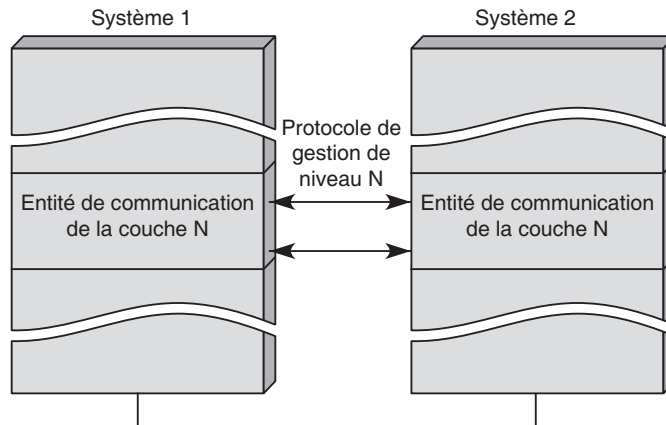 Système 1
Système 2
Protocole de
gestion de
niveau N
Entité de communication
de la couche N
Entité de communication
de la couche N